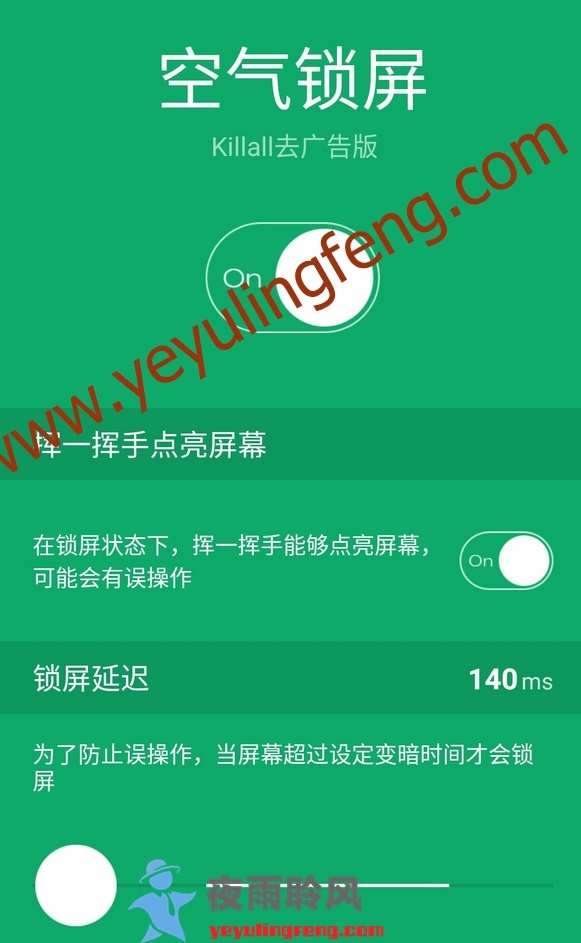 空气锁屏
Killall去广告版
On
www.yeyulingfeng.com
挥一挥手点亮屏幕
在锁屏状态下，挥一挥手能够点亮屏幕，
可能会有误操作
On
锁屏延迟
140 ms
为了防止误操作，当屏幕超过设定变暗时间才会锁
屏
夜雨聆风
yeyulingfeng.com